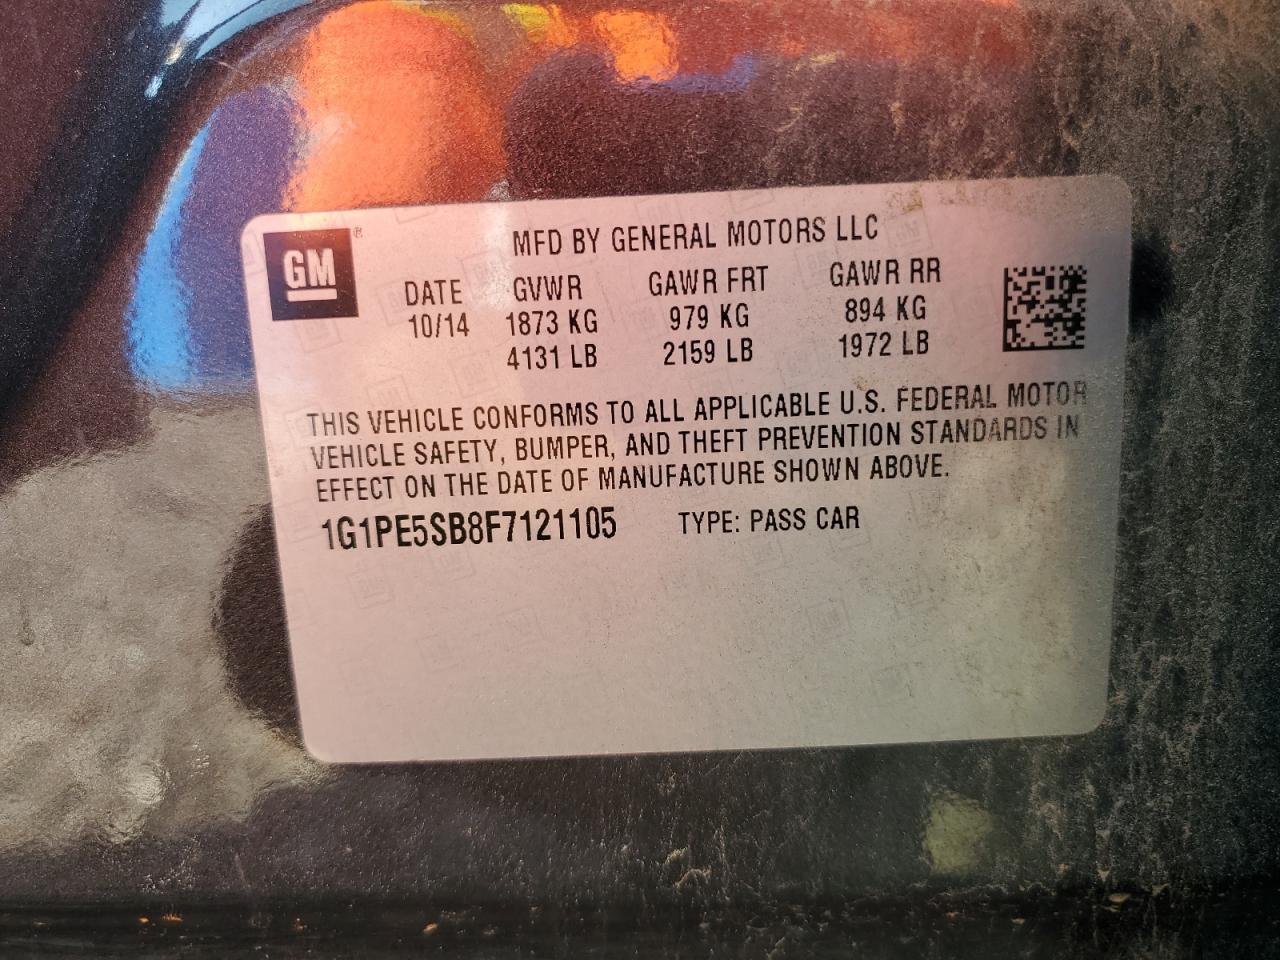 GM ®
MFD BY GENERAL MOTORS LLC
DATE GVWR GAWR FRT GAWR RR
10/14 1873 KG 979 KG 894 KG
4131 LB 2159 LB 1972 LB
THIS VEHICLE CONFORMS TO ALL APPLICABLE U.S. FEDERAL MOTOR
VEHICLE SAFETY, BUMPER, AND THEFT PREVENTION STANDARDS IN
EFFECT ON THE DATE OF MANUFACTURE SHOWN ABOVE.
1G1PE5SB8F7121105 TYPE: PASS CAR